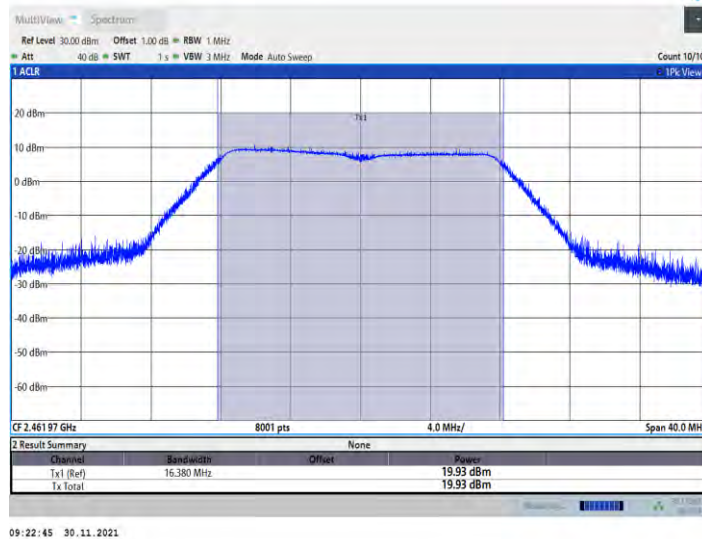 MultiView Spectrum
Ref Level 30.00 dBm Offset 1.00 dB RBW 1 MHz
Att 40 dB SWT 1 s VBW 3 MHz Mode Auto Sweep Count 10/10
1 ACLR 1Pk View
Tx1
20 dBm
10 dBm
0 dBm
-10 dBm
-20 dBm
-30 dBm
-40 dBm
-50 dBm
-60 dBm
CF 2.46197 GHz 8001 pts 4.0 MHz/ Span 40.0 MH
2 Result Summary None
Channel Bandwidth Offset Power
Tx1 (Ref) 16.380 MHz 19.93 dBm
Tx Total 19.93 dBm
09:22:45 30.11.2021